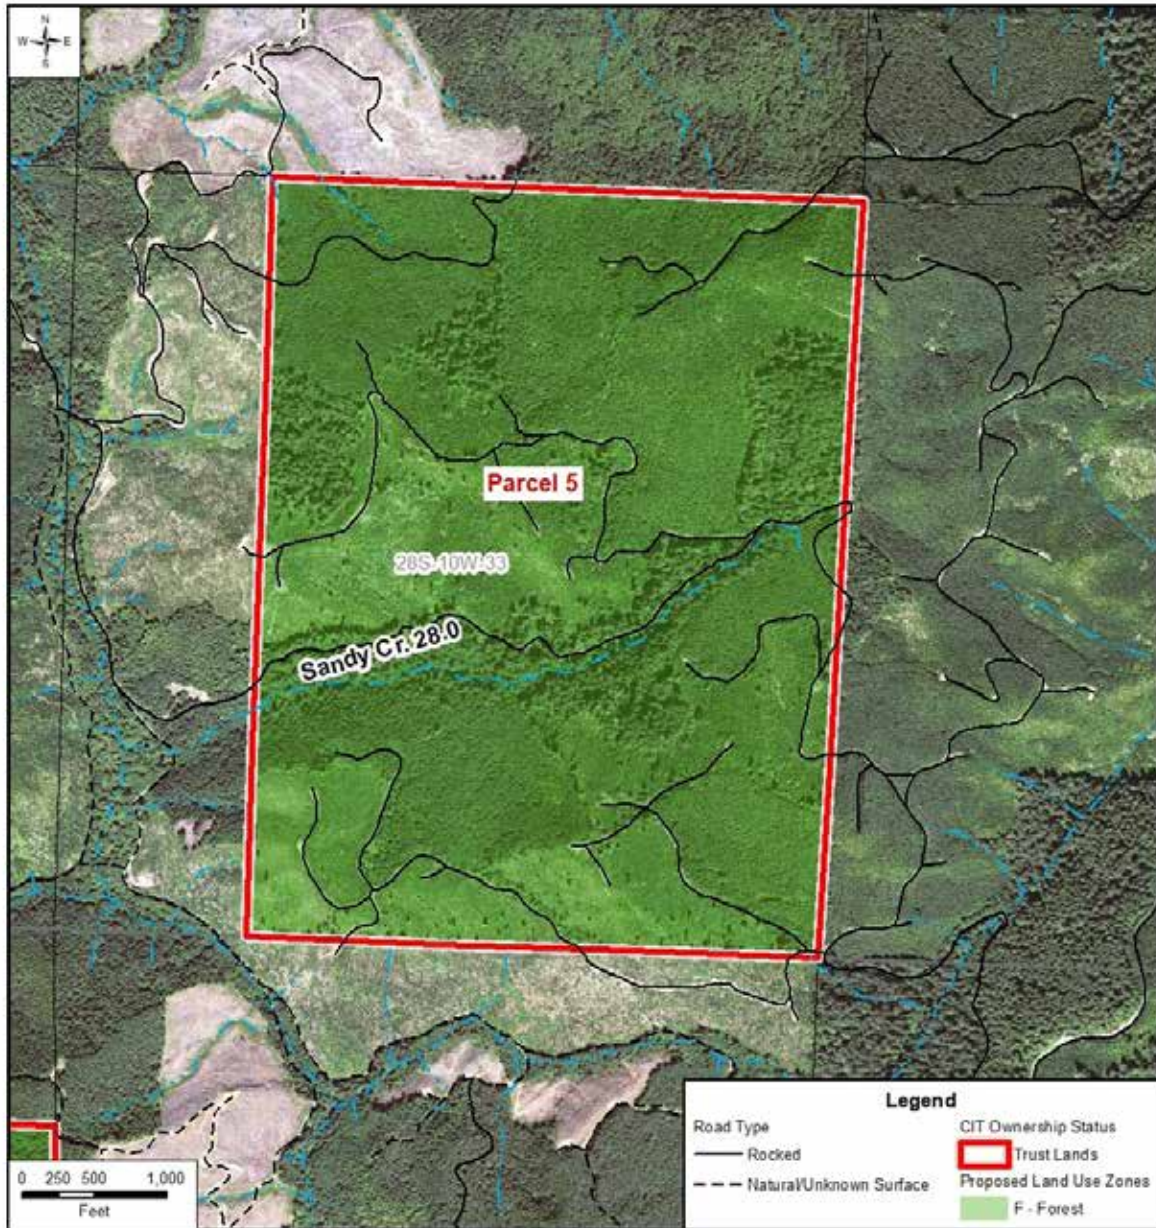 N
W E
S
Parcel 5
28S-10W-33
Sandy Cr. 28.0
Legend
Road Type
Rocked
Natural/Unknown Surface
CIT Ownership Status
Trust Lands
Proposed Land Use Zones
F - Forest
0 250 500 1,000
Feet